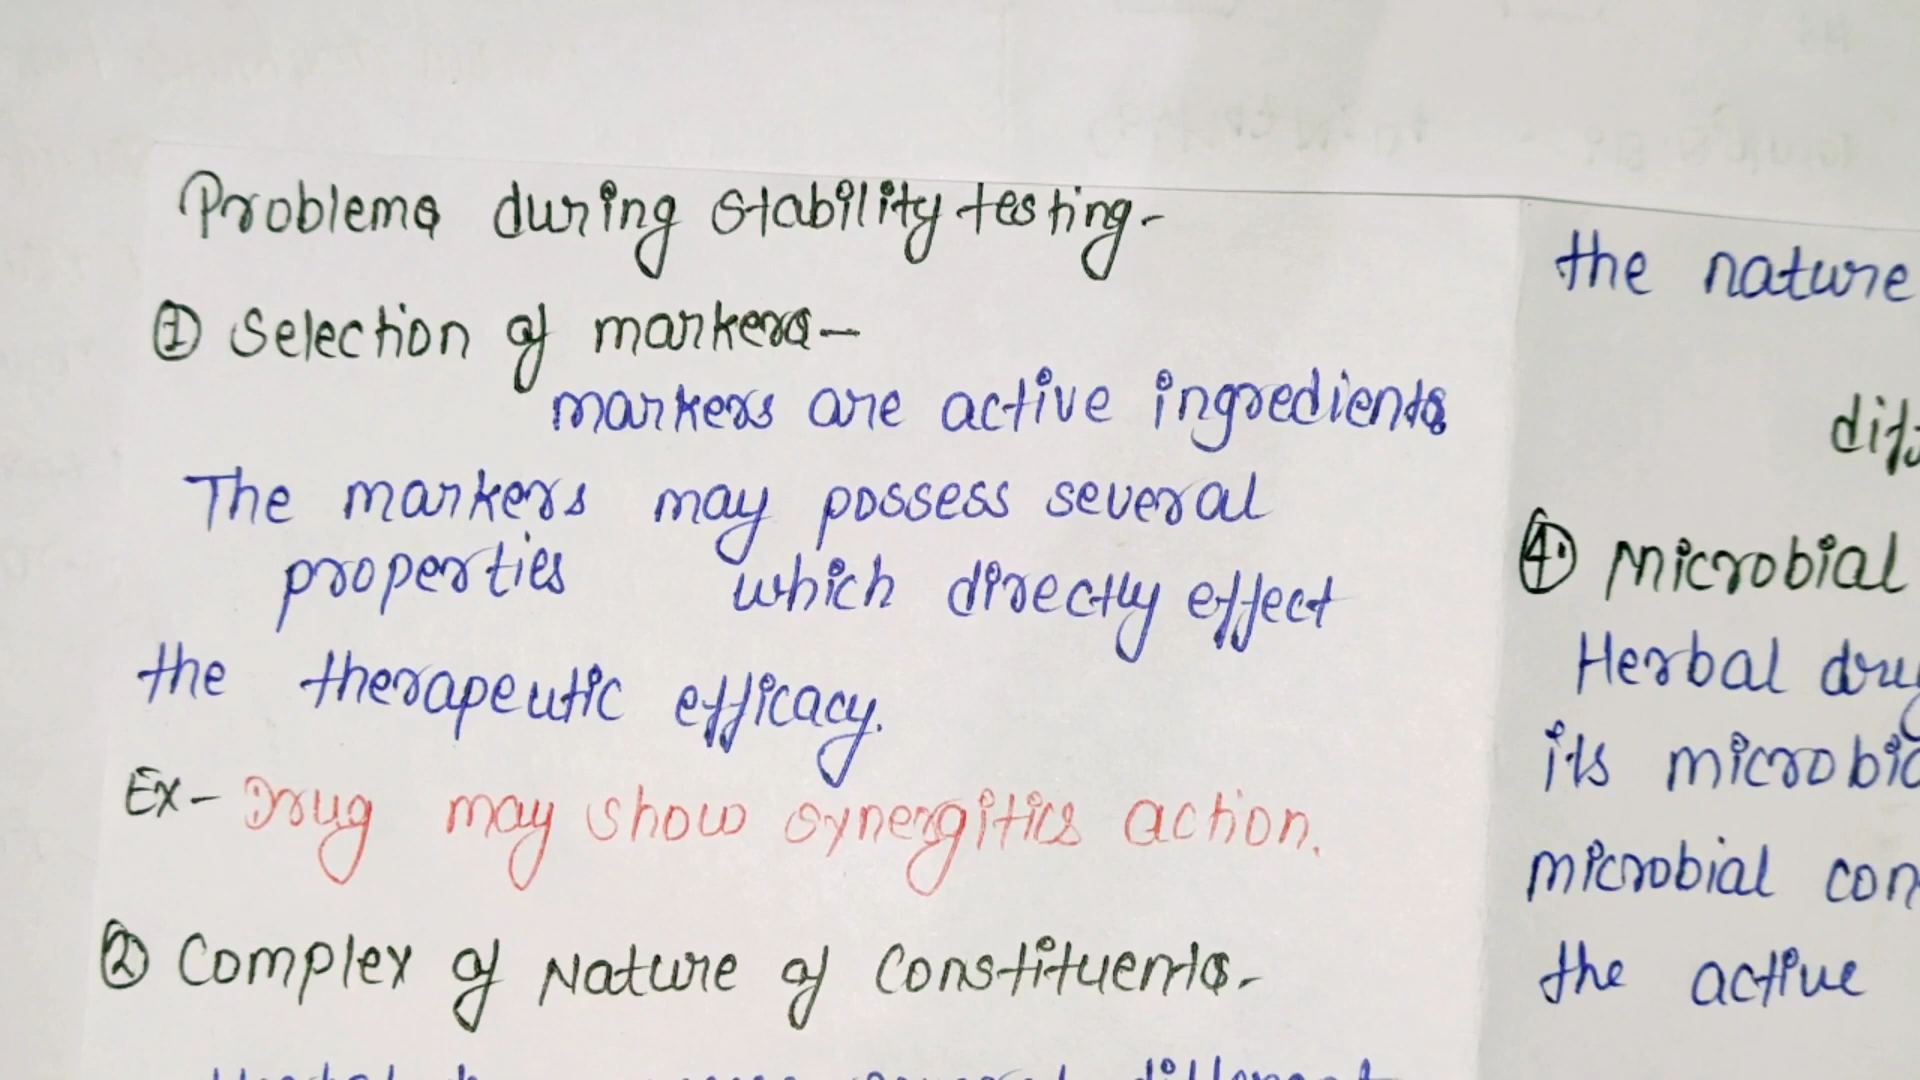 Problems during stability testing-
① Selection of markers-
markers are active ingredients
The markers may possess several
properties which directly effect
the therapeutic efficacy.
Ex- Drug may show synergitics action.
② Complex of Nature of Constituents.-
different
the nature
④ Microbial
Herbal
its
microbial
the active